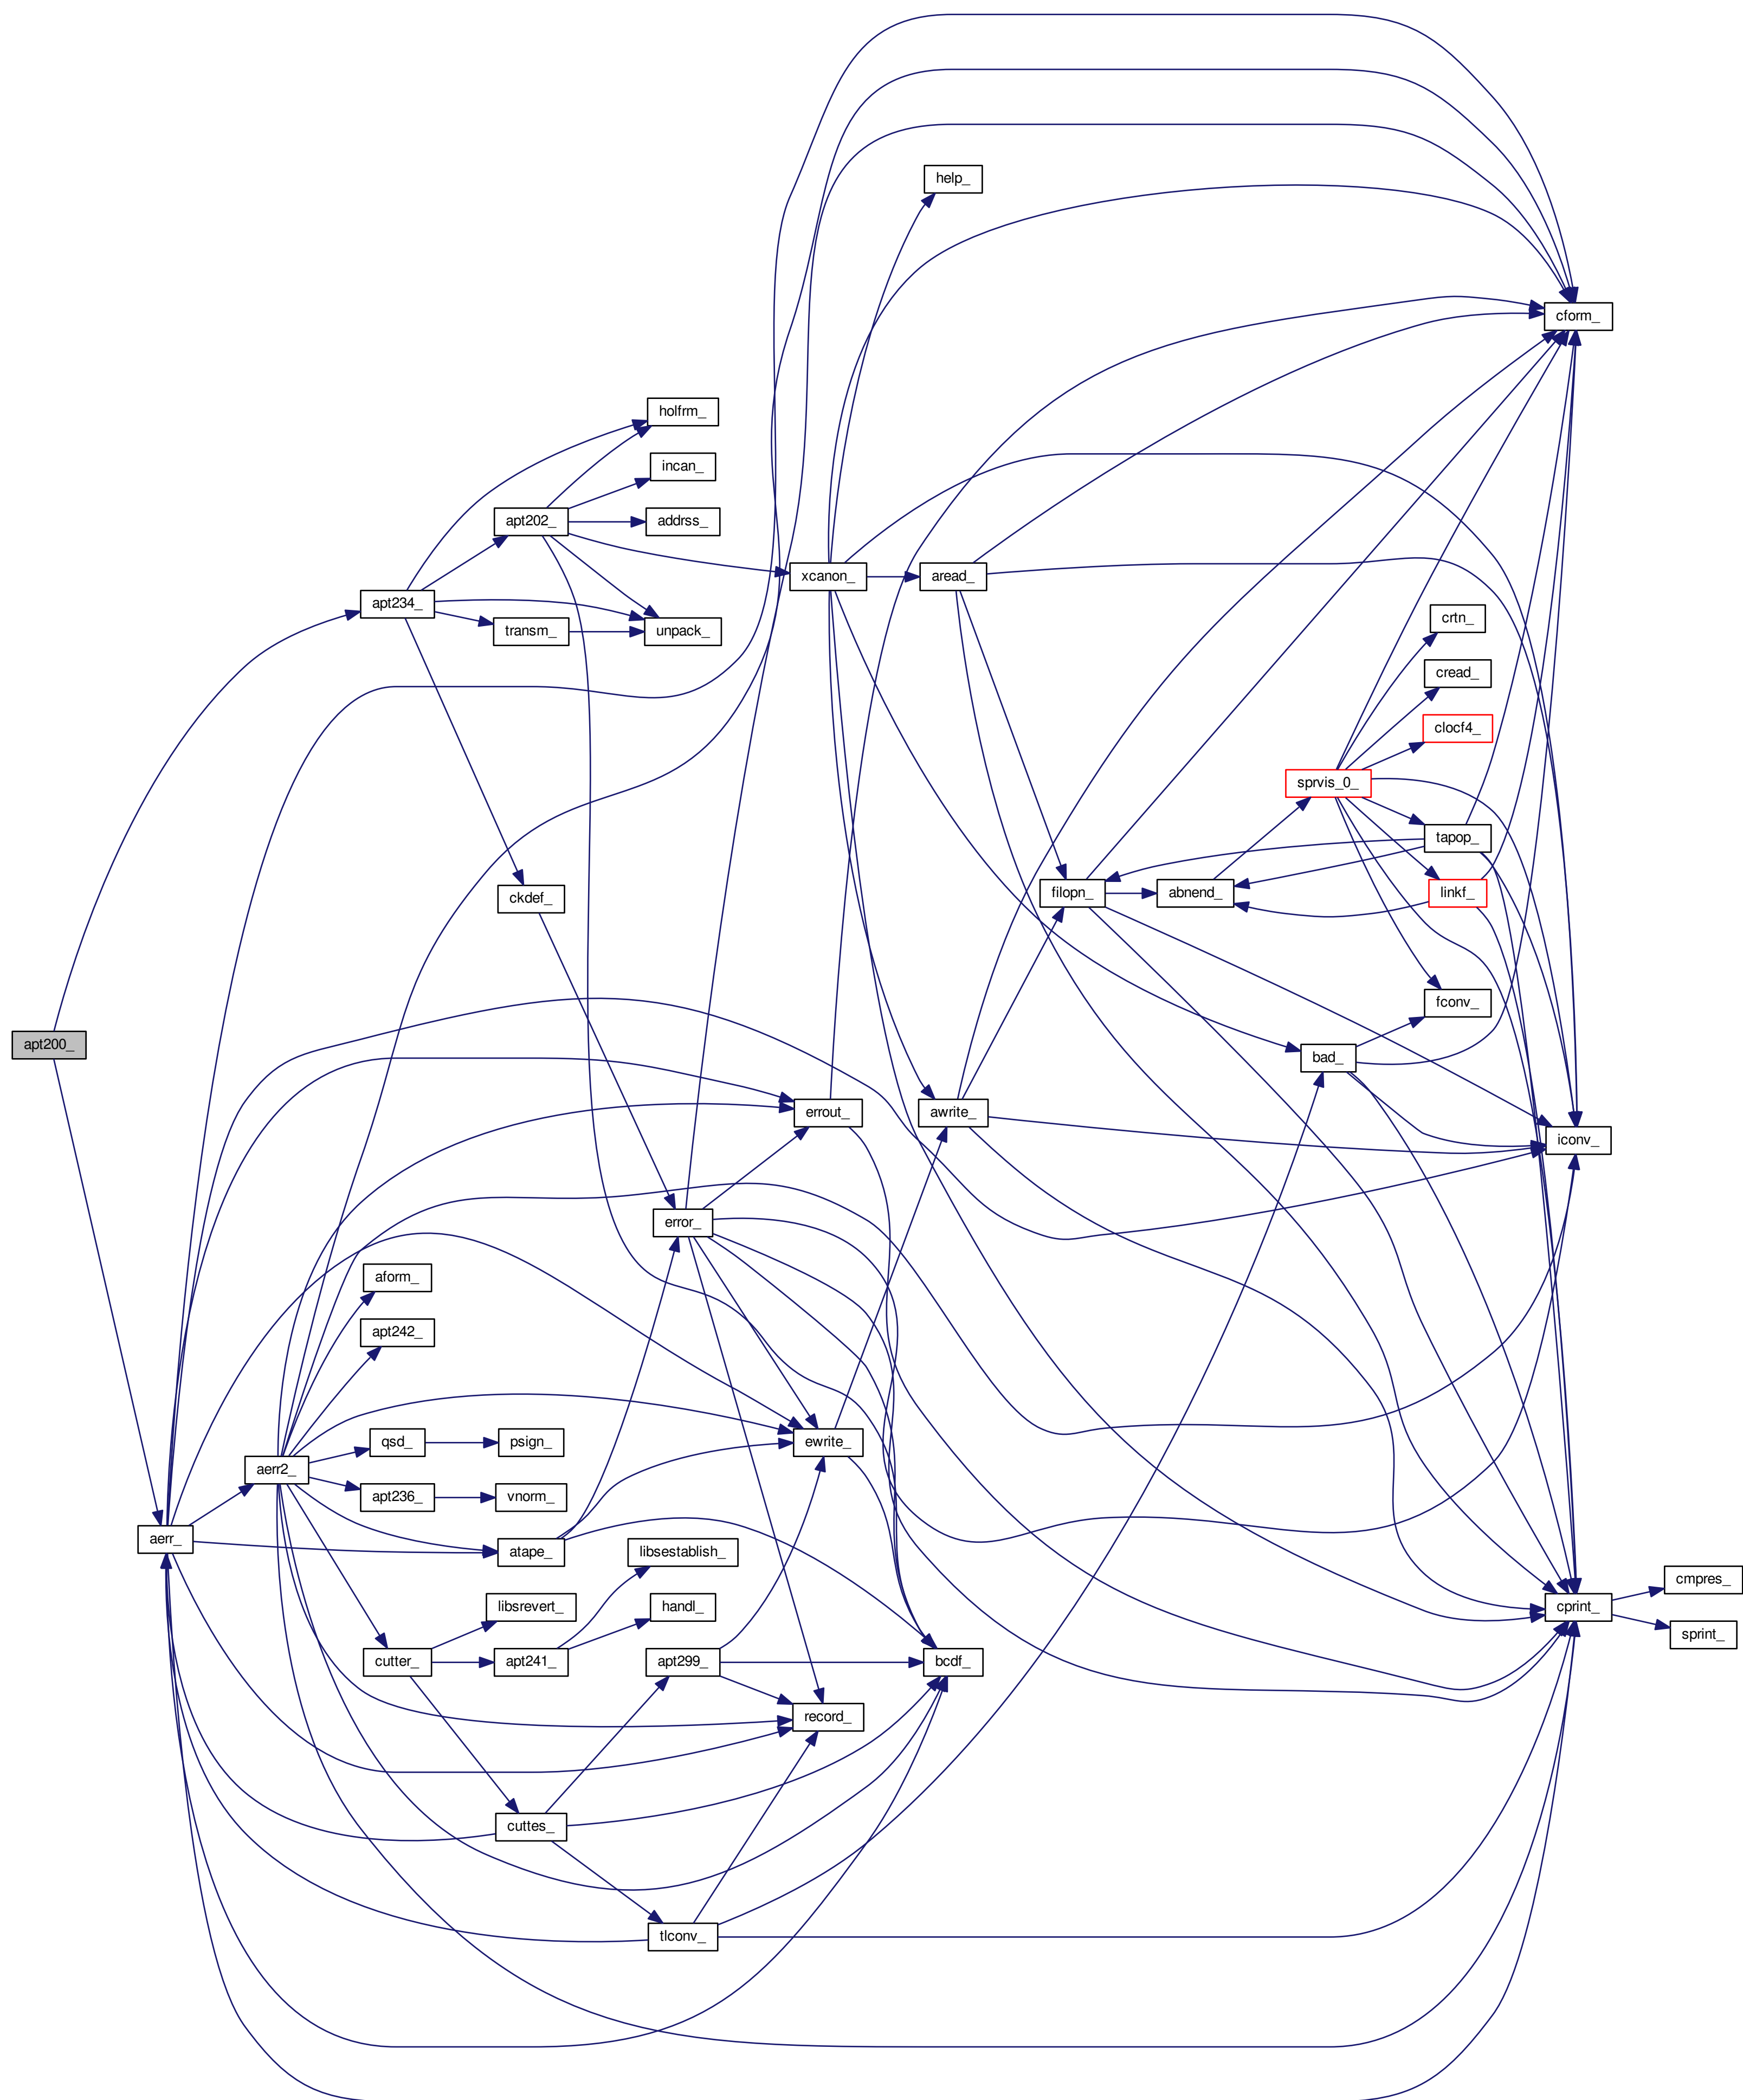 help_
cform_
holfrm_
incan_
apt202_
addrss_
xcanon_
aread_
apt234_
transm_
unpack_
crtn_
cread_
clocf4_
sprvis_0_
tapop_
ckdef_
filopn_
abnend_
linkf_
fconv_
apt200_
bad_
errout_
awrite_
iconv_
error_
aform_
apt242_
qsd_
psign_
ewrite_
aerr2_
apt236_
vnorm_
aerr_
atape_
libsestablish_
cmpres_
libsrevert_
handl_
cprint_
sprint_
cutter_
apt241_
apt299_
bcdf_
record_
cuttes_
tlconv_